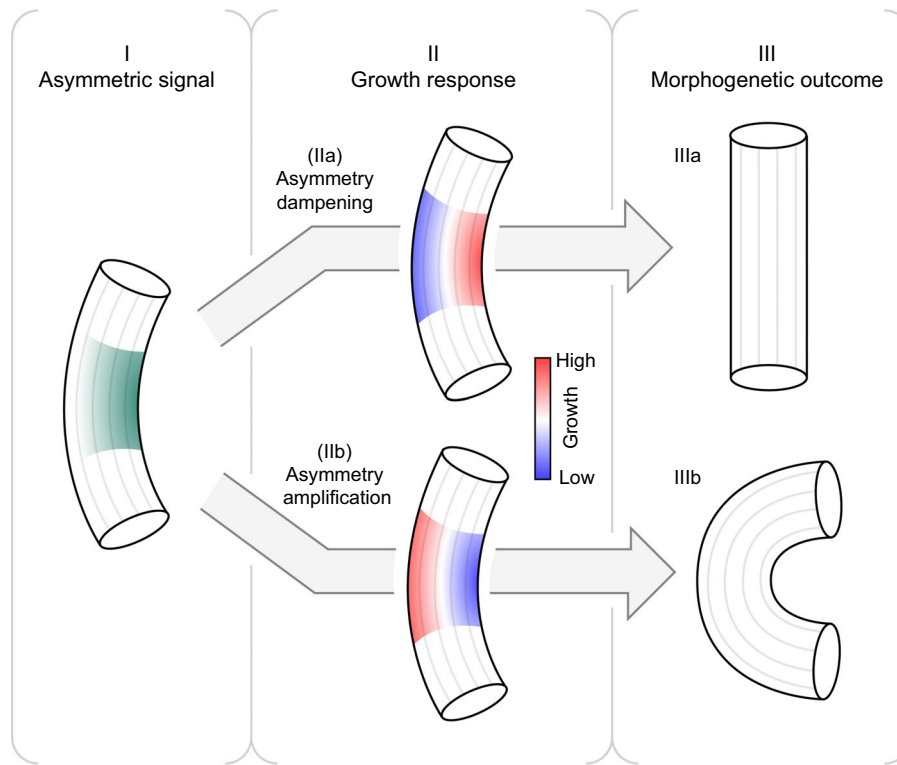 I
Asymmetric signal
II
Growth response
III
Morphogenetic outcome
(IIa)
Asymmetry
dampening
IIIa
High
Growth
Low
(IIb)
Asymmetry
amplification
IIIb